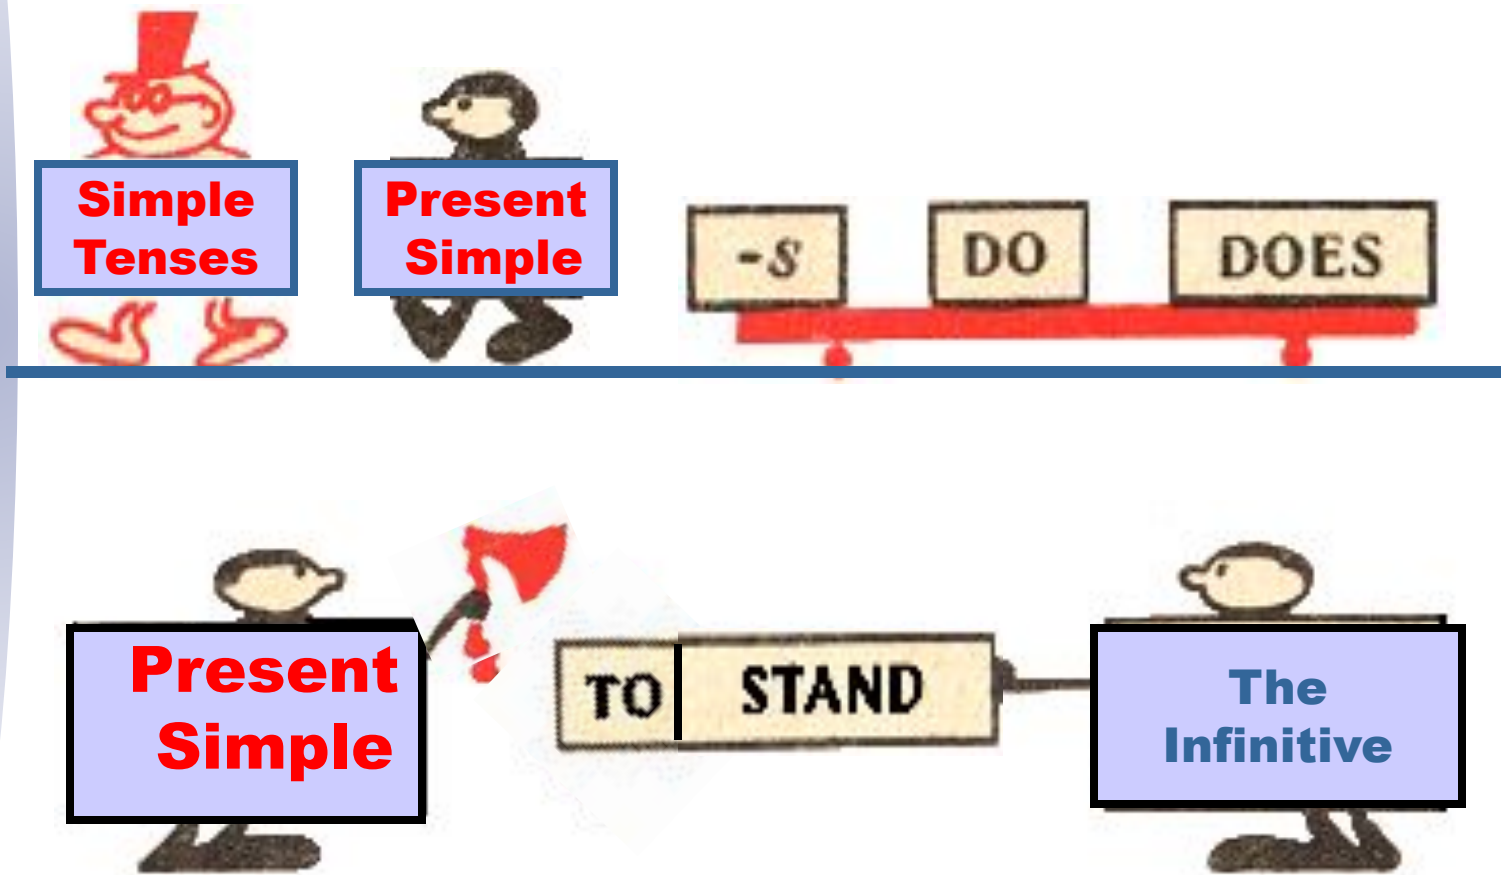 Simple
Tenses
Present
Simple
-s
DO
DOES
Present
Simple
TO STAND
The
Infinitive